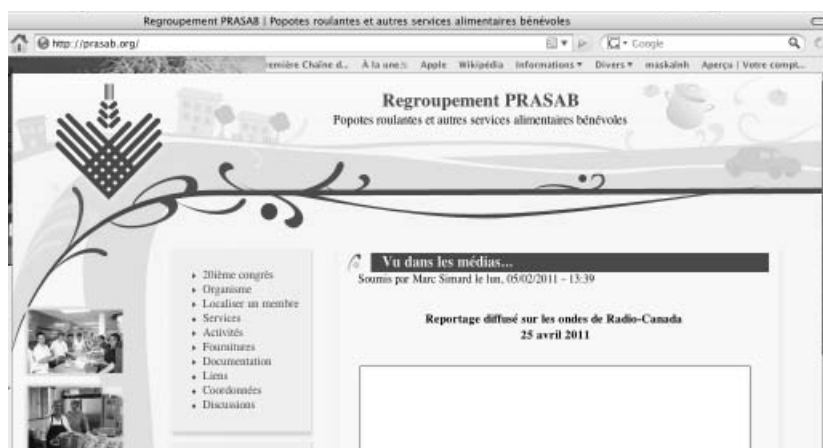 Regroupement PRASAB | Popotes roulantes et autres services alimentaires bénévoles
http://prasab.org/
Google
remière Chaîne d... À la une Apple Wikipédia Informations Divers maskainh Aperçu | Votre compt...
Regroupement PRASAB
Popotes roulantes et autres services alimentaires bénévoles
Vu dans les médias...
Soumis par Marc Simard le lun, 05/02/2011 - 13:39
Reportage diffusé sur les ondes de Radio-Canada
25 avril 2011
20ième congrès
Organisme
Localiser un membre
Services
Activités
Fournitures
Documentation
Liens
Coordonnées
Discussions